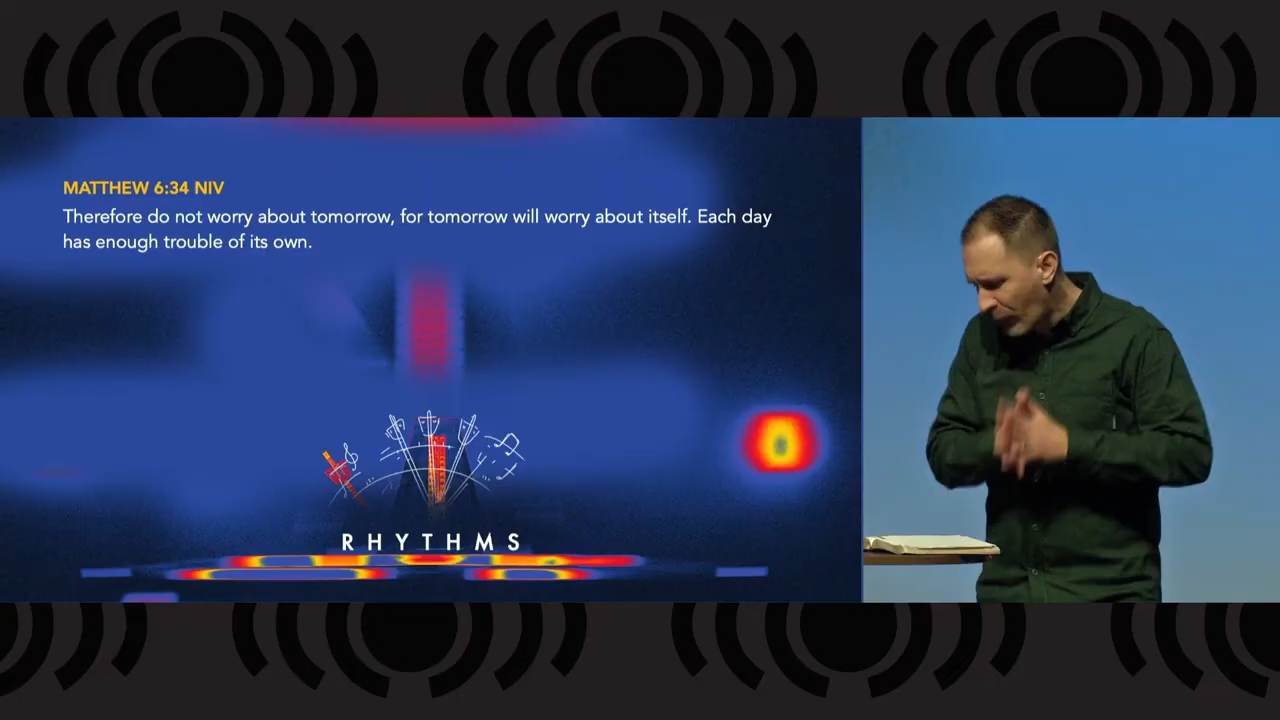 MATTHEW 6:34 NIV
Therefore do not worry about tomorrow, for tomorrow will worry about itself. Each day
has enough trouble of its own.
RHYTHMS